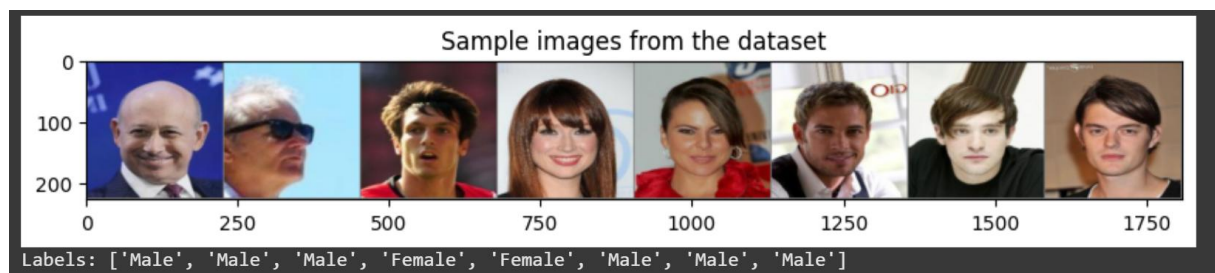 Sample images from the dataset
0
100
200
0 250 500 750 1000 1250 1500 1750
Labels: ['Male', 'Male', 'Male', 'Female', 'Female', 'Male', 'Male', 'Male']